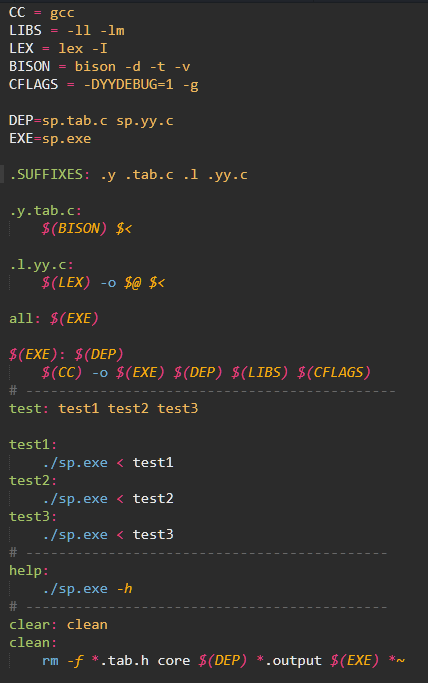 CC = gcc
LIBS = -ll -lm
LEX = lex -I
BISON = bison -d -t -v
CFLAGS = -DYYDEBUG=1 -g

DEP=sp.tab.c sp.yy.c
EXE=sp.exe

.SUFFIXES: .y .tab.c .l .yy.c

.y.tab.c:
    $(BISON) $<

.l.yy.c:
    $(LEX) -o $@ $<

all: $(EXE)

$(EXE): $(DEP)
    $(CC) -o $(EXE) $(DEP) $(LIBS) $(CFLAGS)
# -----------------------------------------
test: test1 test2 test3

test1:
    ./sp.exe < test1
test2:
    ./sp.exe < test2
test3:
    ./sp.exe < test3
# ----------------------------------------
help:
    ./sp.exe -h
# ----------------------------------------
clear: clean
clean:
    rm -f *.tab.h core $(DEP) *.output $(EXE) *~